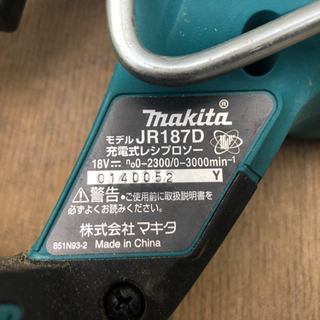 makita®
モデル JR187D
充電式レシプロソー
18V⎓ n₀0-2300/0-3000min⁻¹
0140052 Y
⚠警告・ご使用前に取扱説明書を
必ずよくお読みください。
株式会社マキタ
851N93-2 Made in China